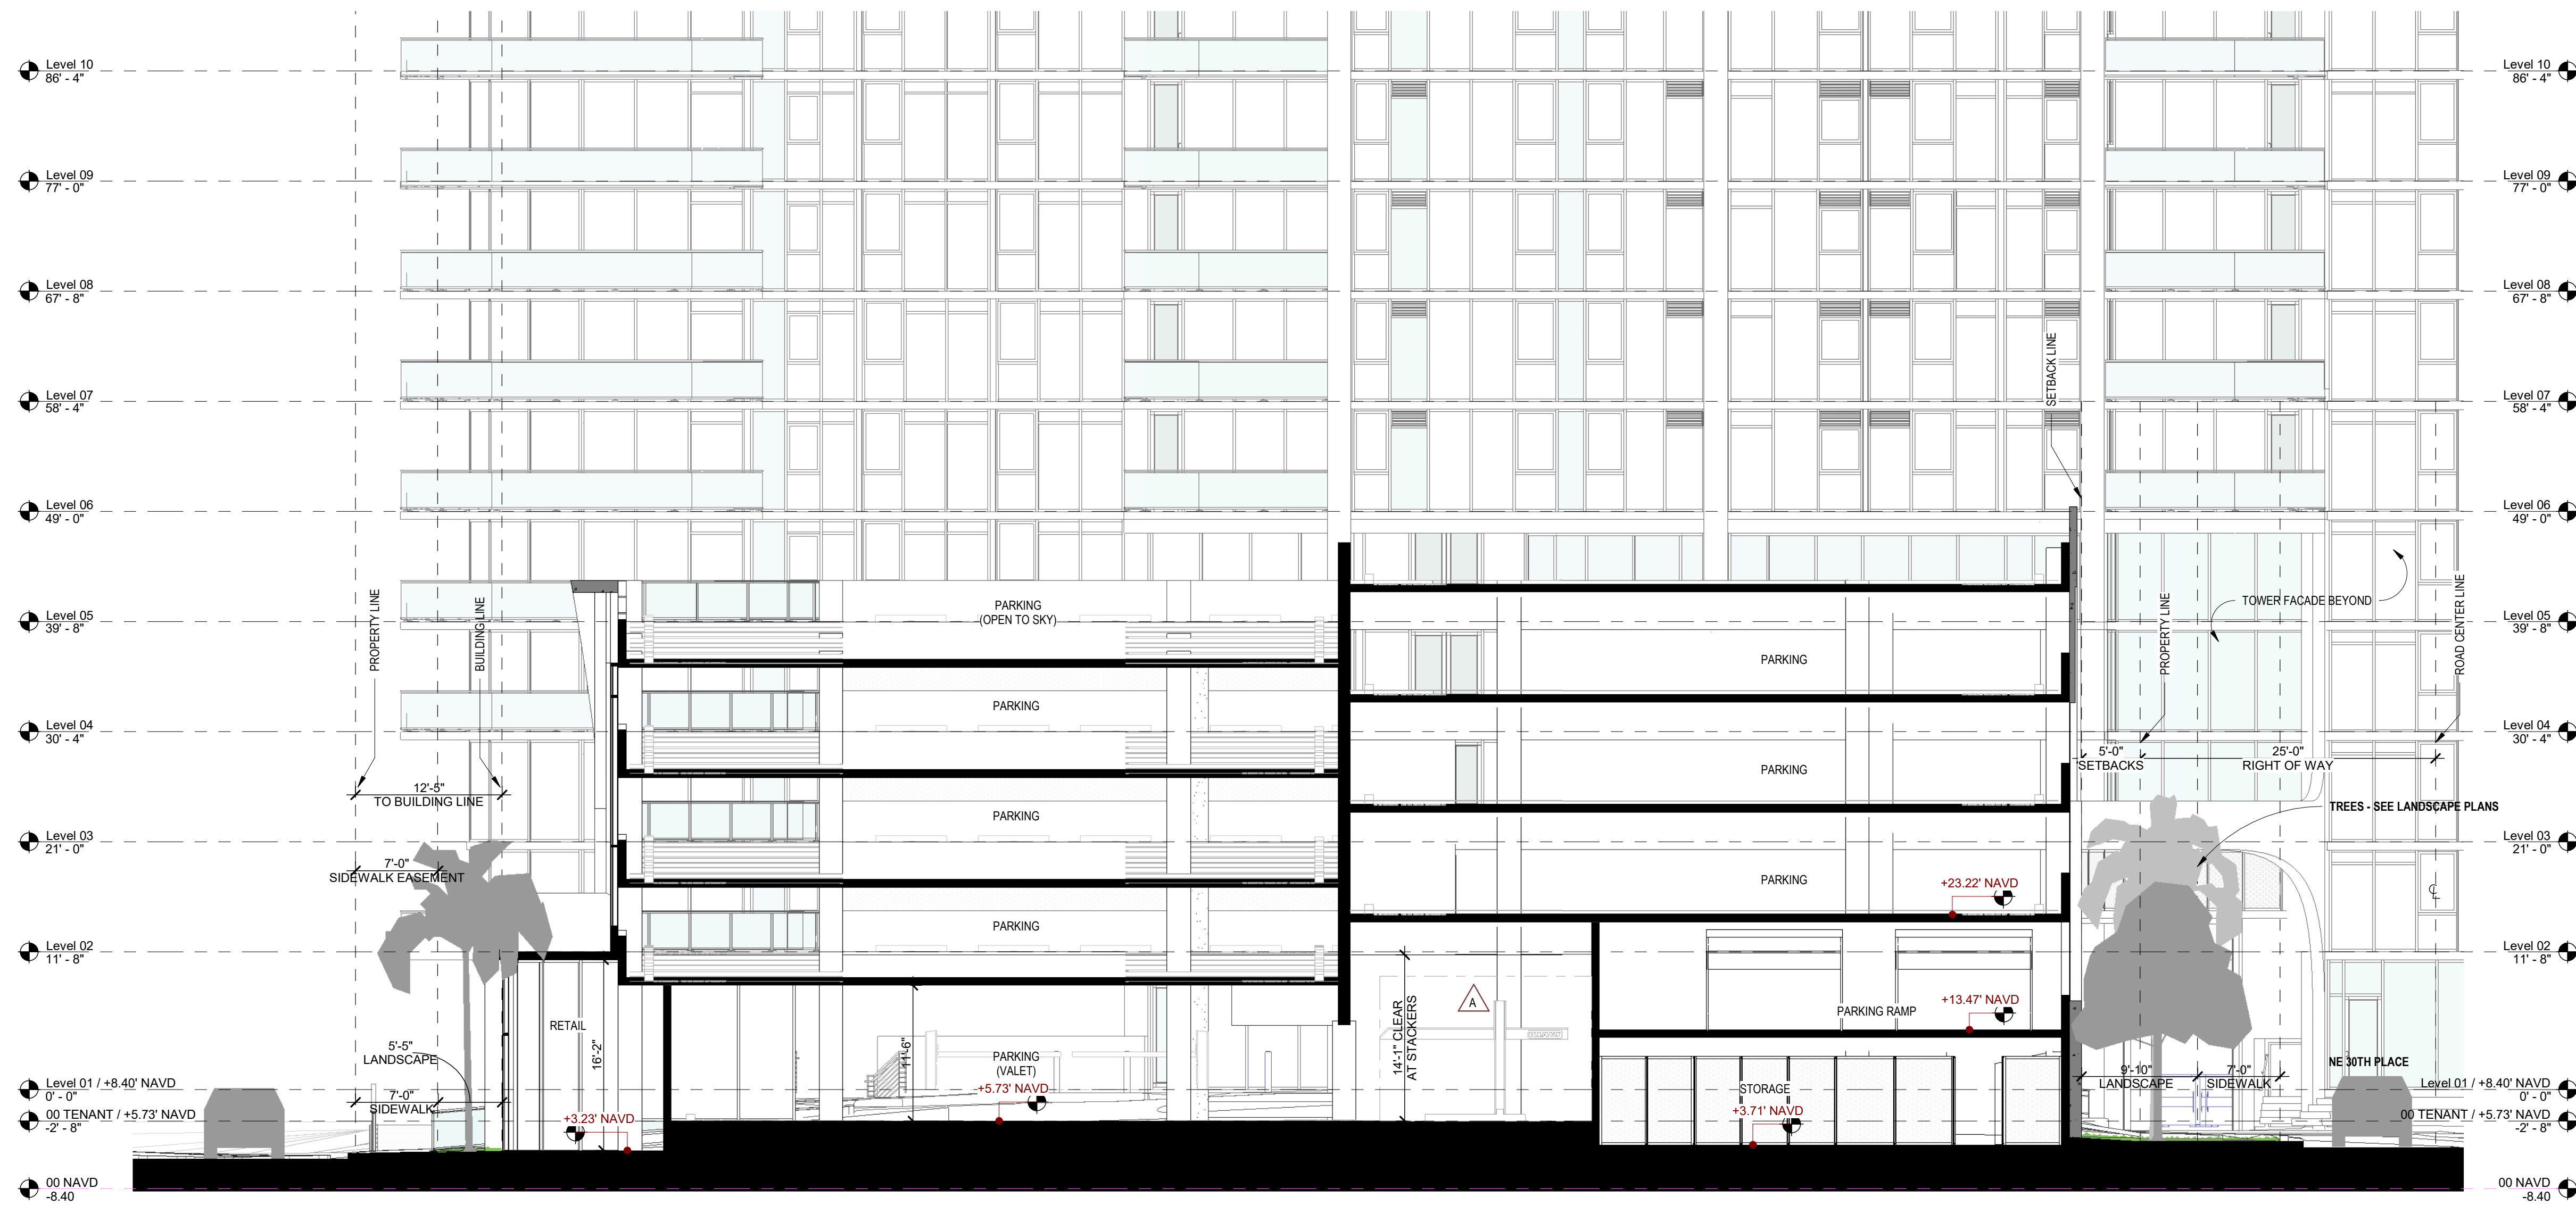 Level 10
86' - 4"
Level 10
86' - 4"
Level 09
77' - 0"
Level 09
77' - 0"
Level 08
67' - 8"
Level 08
67' - 8"
SETBACK LINE
Level 07
58' - 4"
Level 07
58' - 4"
Level 06
49' - 0"
Level 06
49' - 0"
PROPERTY LINE
BUILDING LINE
PARKING
(OPEN TO SKY)
PROPERTY LINE
TOWER FACADE BEYOND
ROAD CENTER LINE
Level 05
39' - 8"
Level 05
39' - 8"
PARKING
PARKING
Level 04
30' - 4"
Level 04
30' - 4"
5'-0"
SETBACKS
25'-0"
RIGHT OF WAY
PARKING
12'-5"
TO BUILDING LINE
TREES - SEE LANDSCAPE PLANS
PARKING
Level 03
21' - 0"
Level 03
21' - 0"
7'-0"
SIDEWALK EASEMENT
PARKING
+23.22' NAVD
PARKING
Level 02
11' - 8"
Level 02
11' - 8"
RETAIL
16'-2"
11'-6"
14'-1" CLEAR
AT STACKERS
A
+13.47' NAVD
PARKING RAMP
5'-5"
LANDSCAPE
PARKING
(VALET)
+5.73' NAVD
NE 30TH PLACE
9'-10"
LANDSCAPE
7'-0"
SIDEWALK
Level 01 / +8.40' NAVD
0' - 0"
Level 01 / +8.40' NAVD
0' - 0"
STORAGE
+3.71' NAVD
7'-0"
SIDEWALK
+3.23' NAVD
00 TENANT / +5.73' NAVD
-2' - 8"
00 TENANT / +5.73' NAVD
-2' - 8"
00 NAVD
-8.40
00 NAVD
-8.40